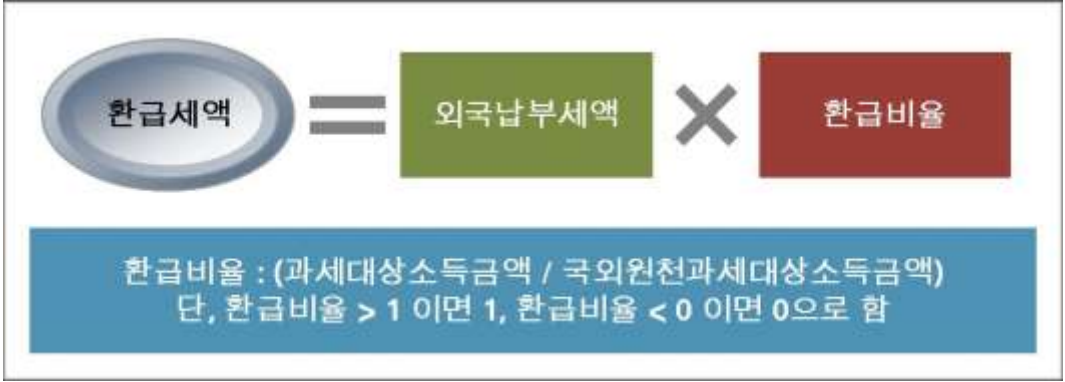 환급세액 = 외국납부세액 × 환급비율
환급비율 : (과세대상소득금액 / 국외원천과세대상소득금액)
단, 환급비율 > 1 이면 1, 환급비율 < 0 이면 0으로 함